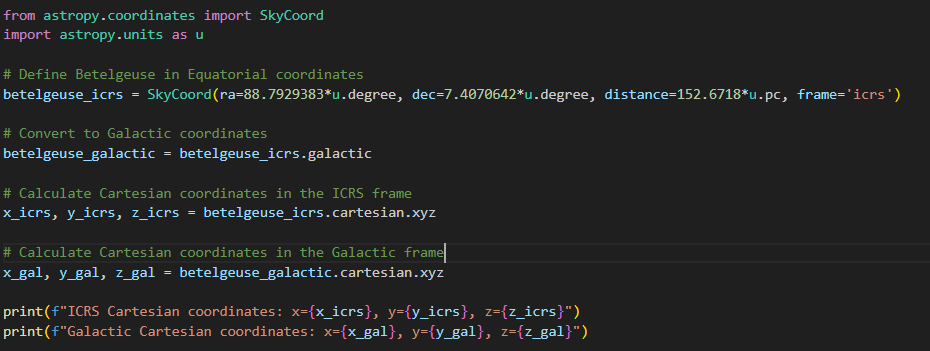 from astropy.coordinates import SkyCoord
import astropy.units as u
# Define Betelgeuse in Equatorial coordinates
betelgeuse_icrs = SkyCoord(ra=88.7929383*u.degree, dec=7.4070642*u.degree, distance=152.6718*u.pc, frame='icrs')
# Convert to Galactic coordinates
betelgeuse_galactic = betelgeuse_icrs.galactic
# Calculate Cartesian coordinates in the ICRS frame
x_icrs, y_icrs, z_icrs = betelgeuse_icrs.cartesian.xyz
# Calculate Cartesian coordinates in the Galactic frame
x_gal, y_gal, z_gal = betelgeuse_galactic.cartesian.xyz
print(f"ICRS Cartesian coordinates: x={x_icrs}, y={y_icrs}, z={z_icrs}")
print(f"Galactic Cartesian coordinates: x={x_gal}, y={y_gal}, z={z_gal}")